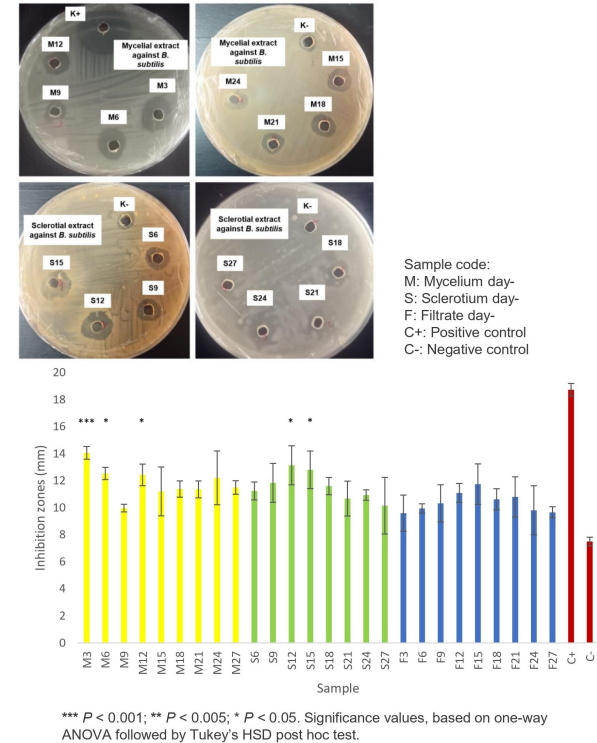 K+
M12
Mycelial extract
against B.
subtilis
M9
M3
M6
K-
Mycelial extract
against B.
subtilis
M15
M24
M18
M21
Sclerotial extract
against B. subtilis
K-
S6
S15
S9
S12
Sclerotial extract
against B. subtilis
K-
S18
S27
S24
S21
Sample code:
M: Mycelium day-
S: Sclerotium day-
F: Filtrate day-
C+: Positive control
C-: Negative control
20
18
16
14
12
10
8
6
4
2
0
Inhibition zones (mm)
***
*
*
*
*
M3
M6
M9
M12
M15
M18
M21
M24
M27
S6
S9
S12
S15
S18
S21
S24
S27
F3
F6
F9
F12
F15
F18
F21
F24
F27
C+
C-
Sample
*** P < 0.001; ** P < 0.005; * P < 0.05. Significance values, based on one-way
ANOVA followed by Tukey's HSD post hoc test.